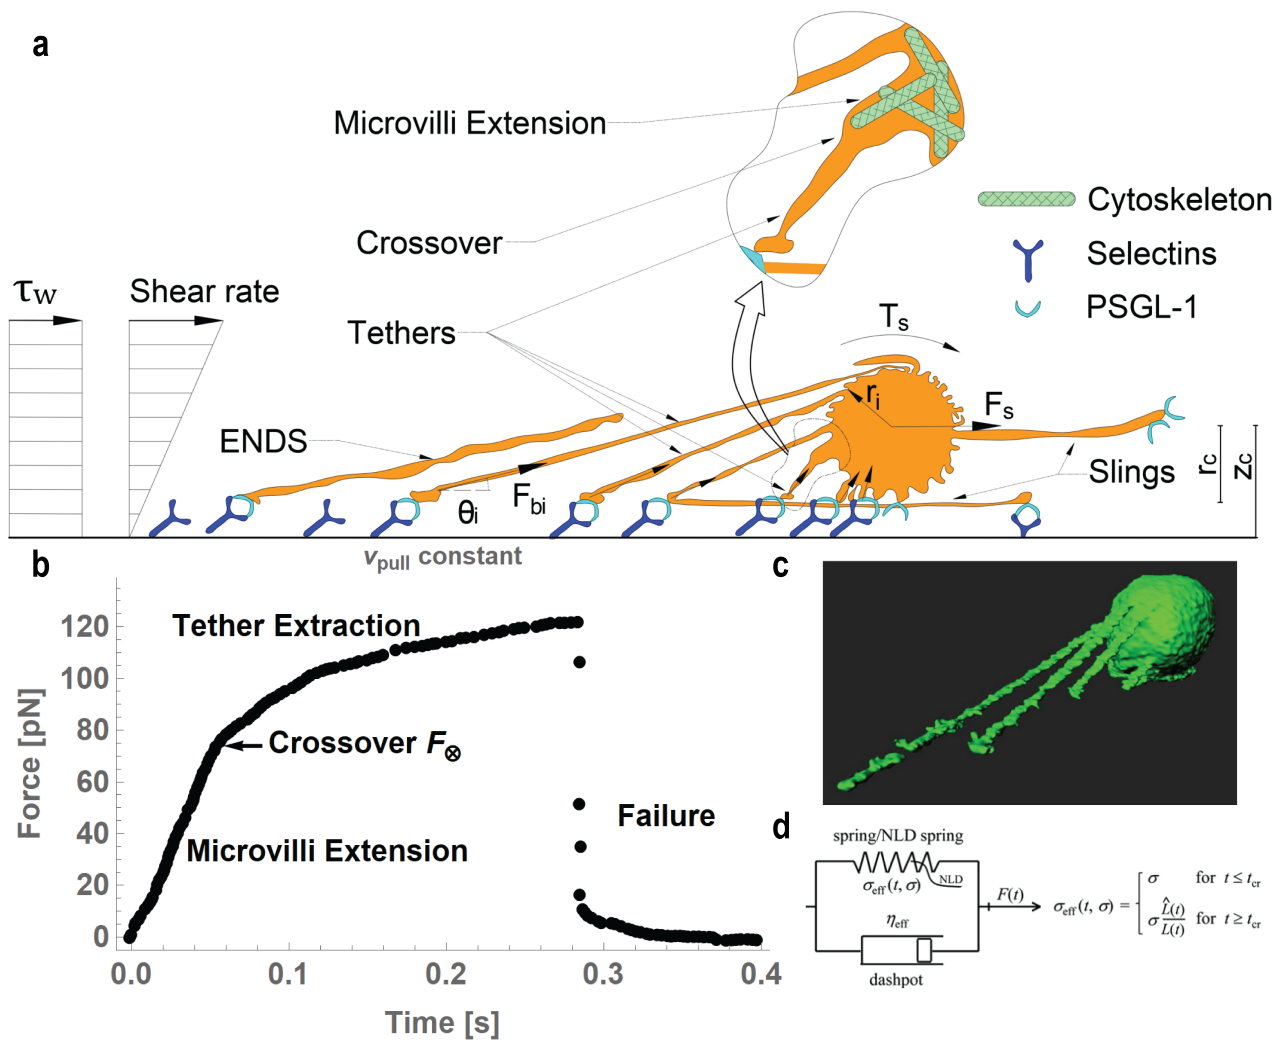 a
Microvilli Extension
Crossover
Tethers
Cytoskeleton
Selectins
PSGL-1
τw
Shear rate
Ts
ri
Fs
ENDS
Fbi
θi
Slings
rc
zc
vpull constant
b
Force [pN]
120
100
80
60
40
20
0
Tether Extraction
Crossover F⊗
Microvilli Extension
Failure
0.0 0.1 0.2 0.3 0.4
Time [s]
c
d
spring/NLD spring
NLD
σeff(t, σ)
ηeff
dashpot
F(t)
σeff(t, σ) = { σ for t ≤ tcr
σ L̂(t)/L(t) for t ≥ tcr